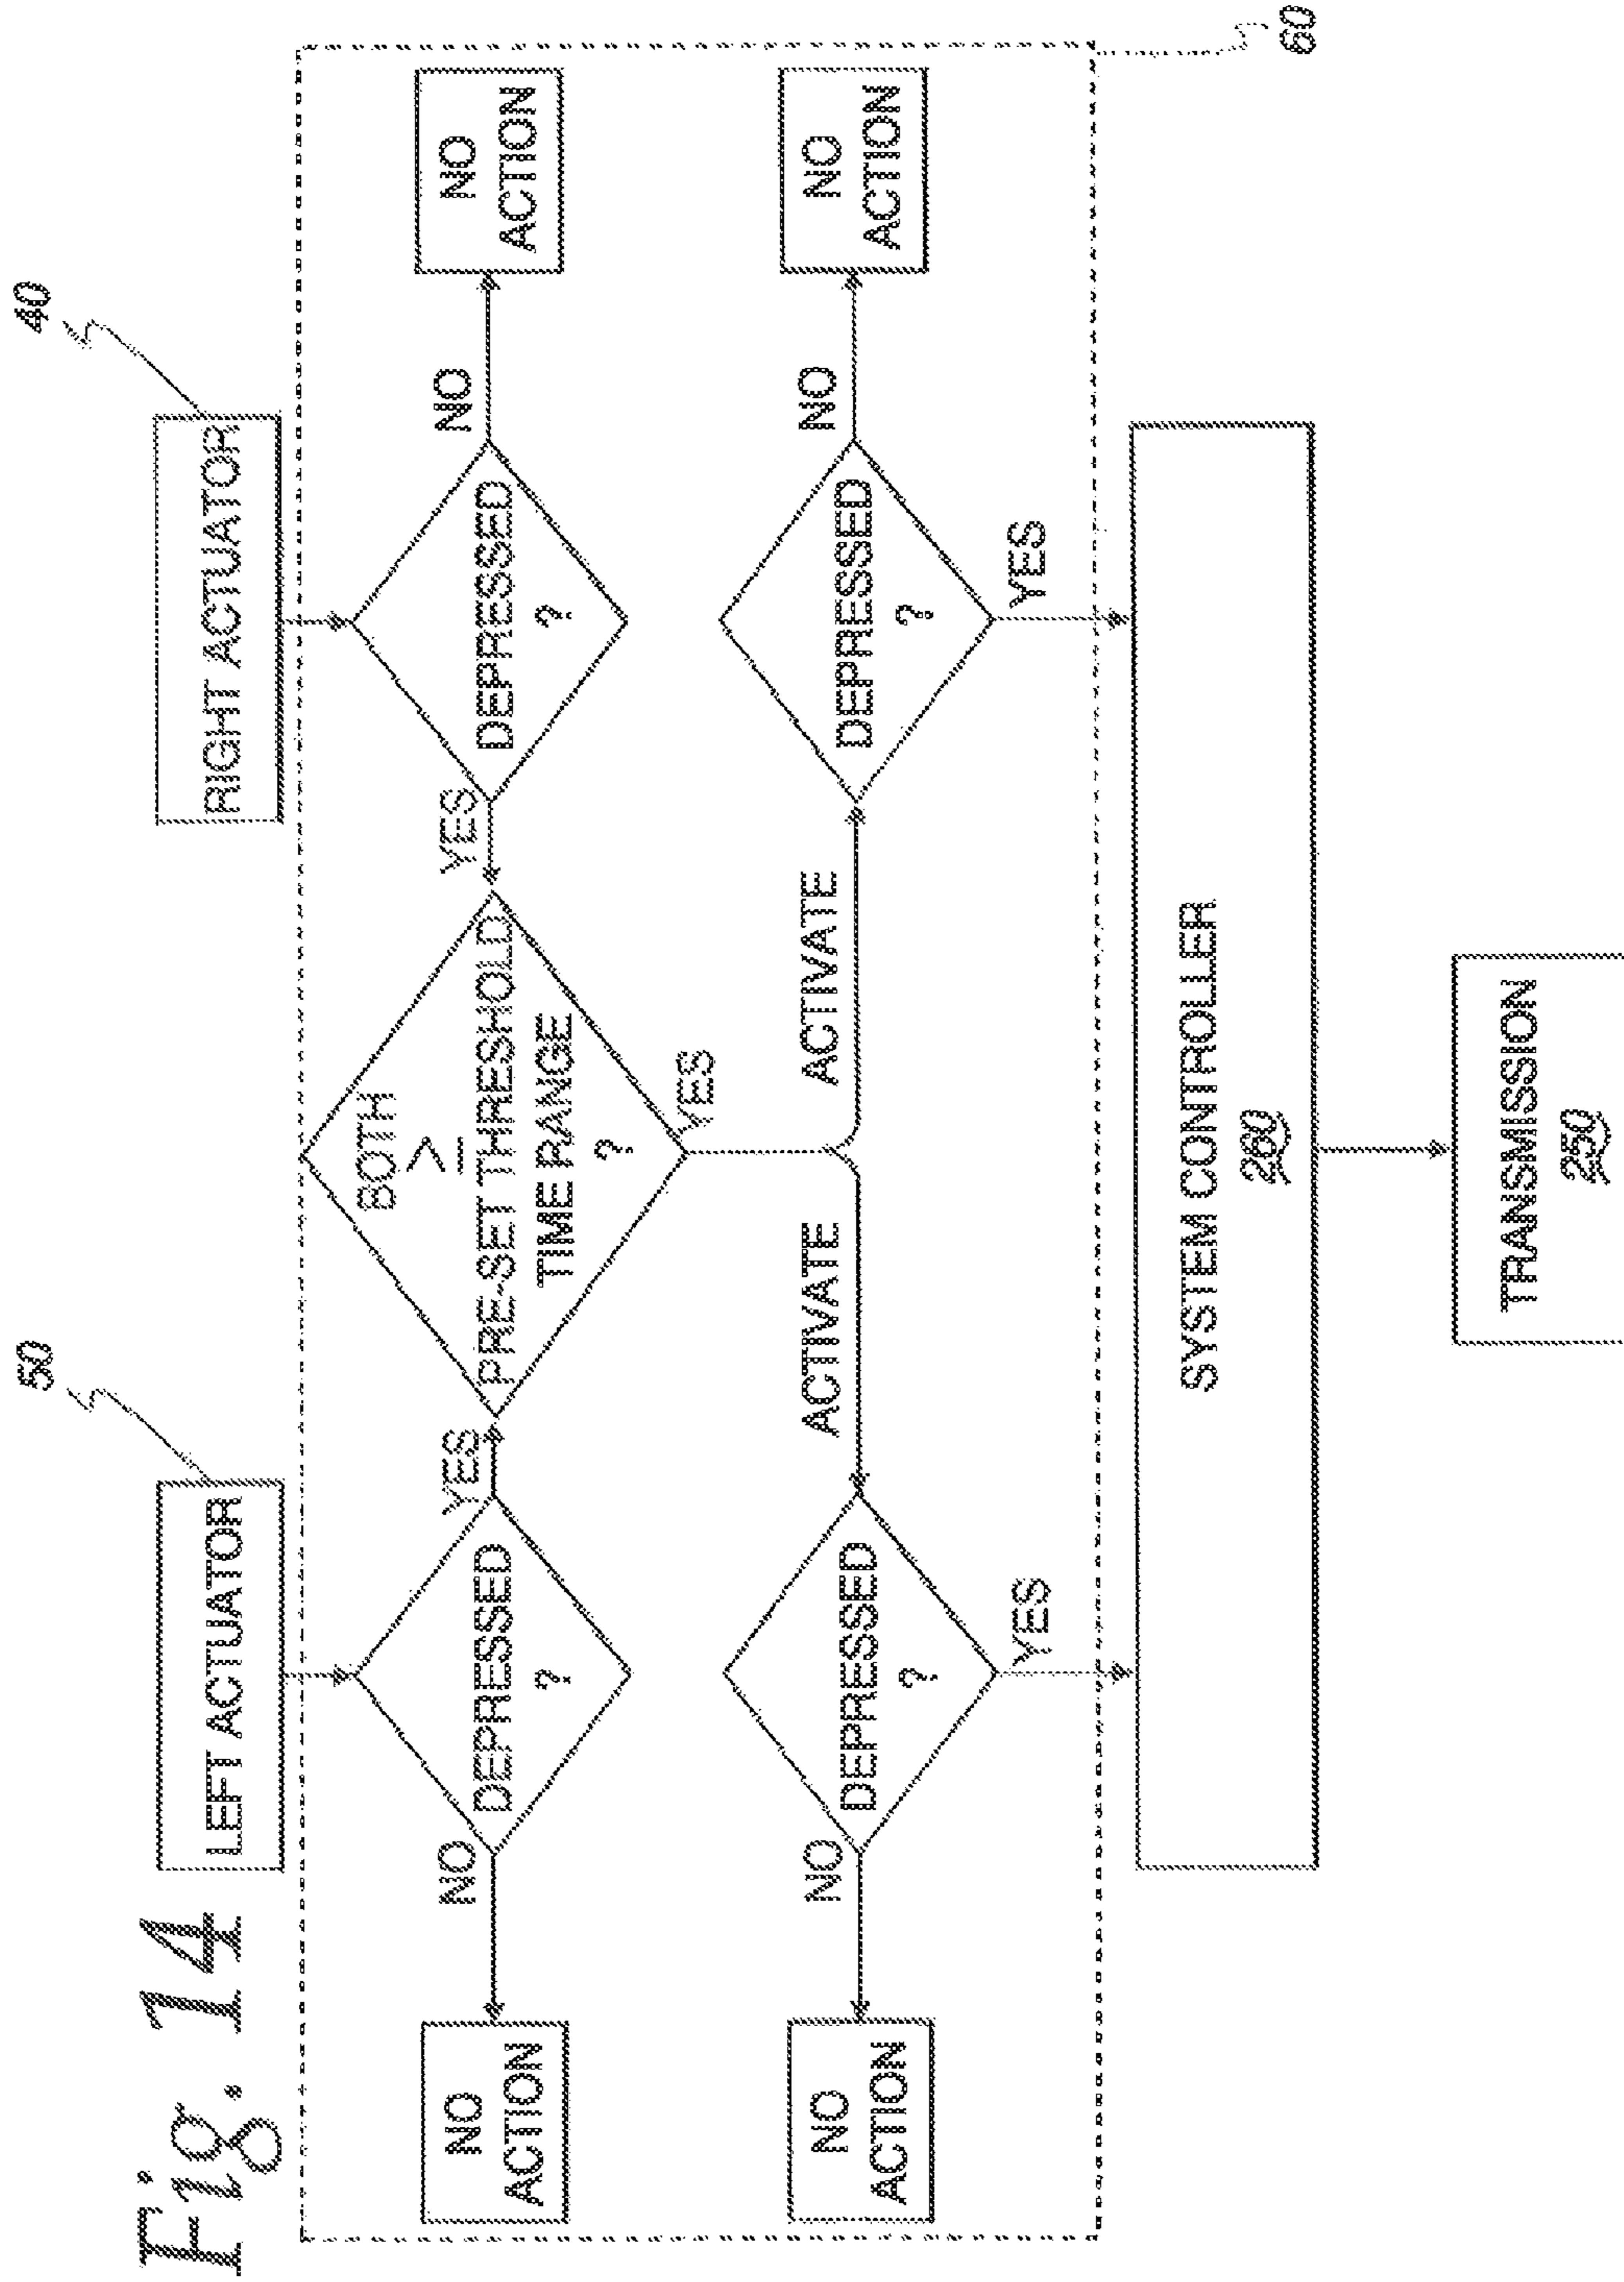 Fig. 14
50
40
LEFT ACTUATOR
RIGHT ACTUATOR
NO
ACTION
NO
DEPRESSED
?
YES
BOTH
≥
PRE-SET THRESHOLD
TIME RANGE
?
YES
YES
DEPRESSED
?
NO
NO
ACTION
NO
ACTION
NO
DEPRESSED
?
YES
ACTIVATE
ACTIVATE
DEPRESSED
?
YES
NO
NO
ACTION
60
SYSTEM CONTROLLER
260
TRANSMISSION
250